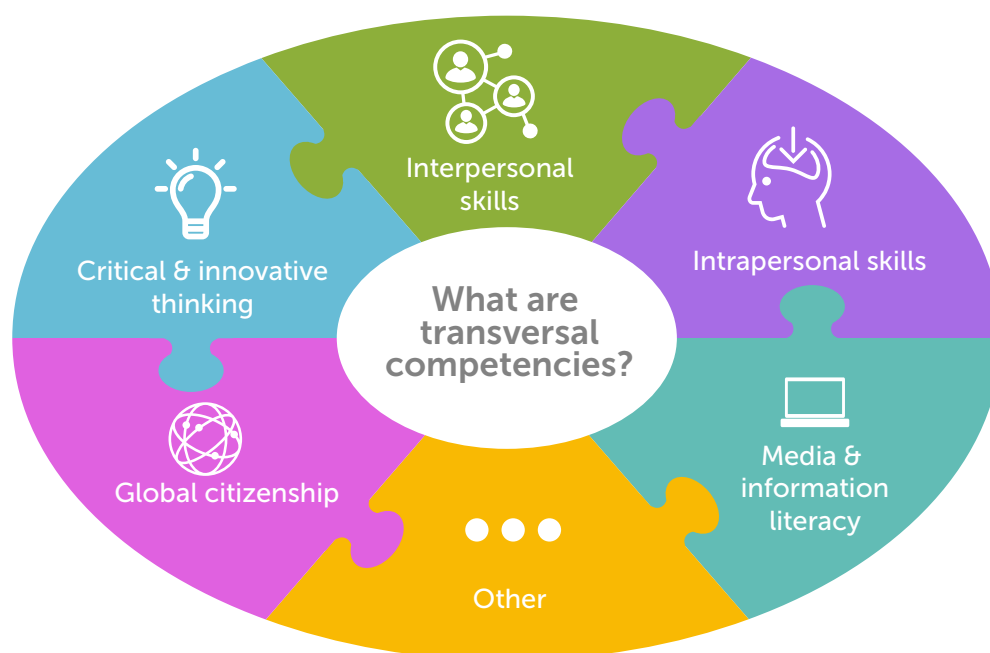 Interpersonal
skills
Critical & innovative
thinking
Intrapersonal skills
What are
transversal
competencies?
Global citizenship
Media &
information
literacy
Other